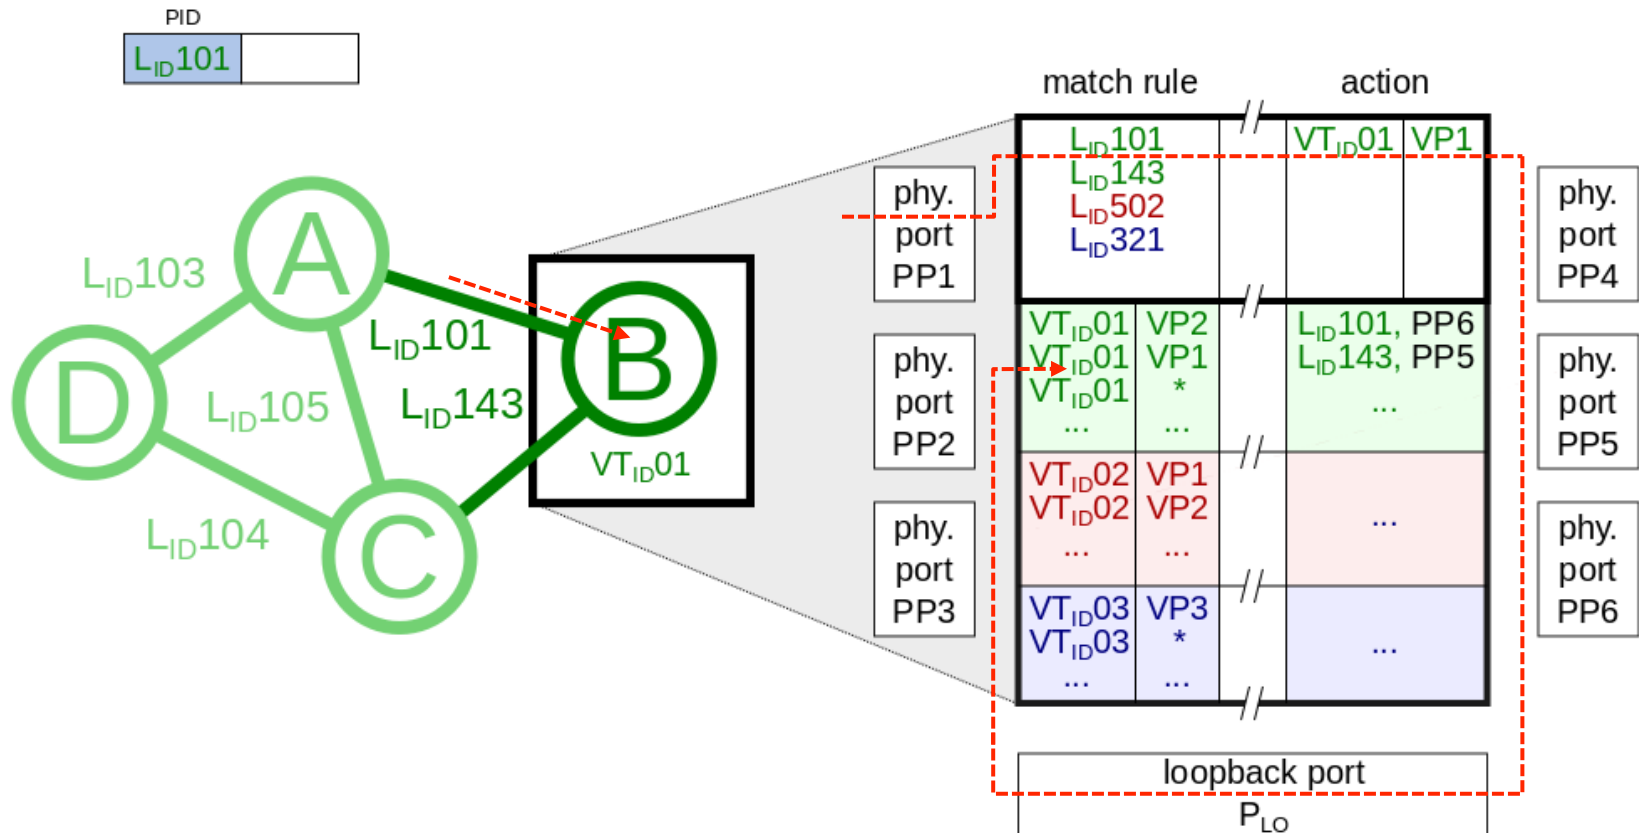 PID
LID101
A
B
C
D
LID103
LID101
LID105
LID143
LID104
VTID01
match rule
action
LID101
VTID01
VP1
LID143
LID502
LID321
VTID01
VP2
LID101, PP6
VTID01
VP1
LID143, PP5
VTID01
*
...
...
...
VTID02
VP1
VTID02
VP2
...
...
...
VTID03
VP3
VTID03
*
...
...
...
phy.
port
PP1
phy.
port
PP2
phy.
port
PP3
phy.
port
PP4
phy.
port
PP5
phy.
port
PP6
loopback port
PLO